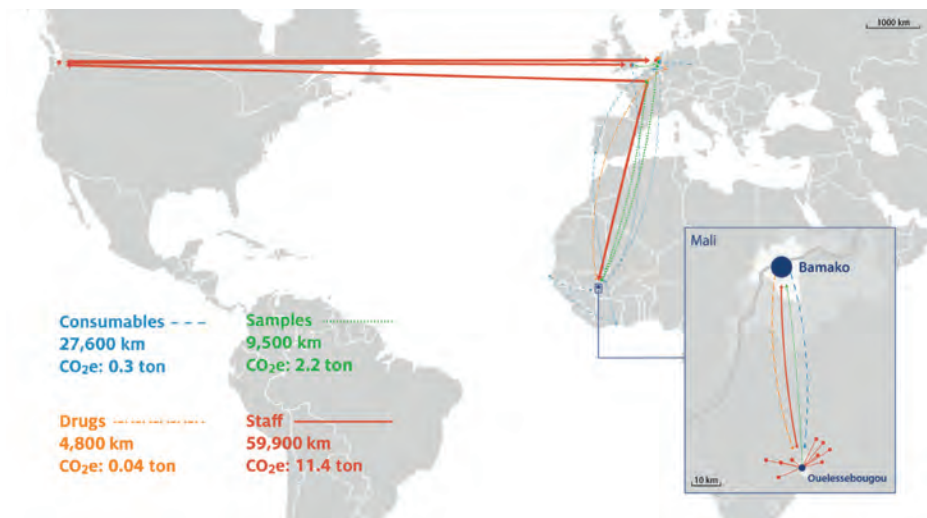 1000 km
Mali
Bamako
Consumables
27,600 km
CO₂e: 0.3 ton
Samples
9,500 km
CO₂e: 2.2 ton
Drugs
4,800 km
CO₂e: 0.04 ton
Staff
59,900 km
CO₂e: 11.4 ton
Ouelessebougou
10 km